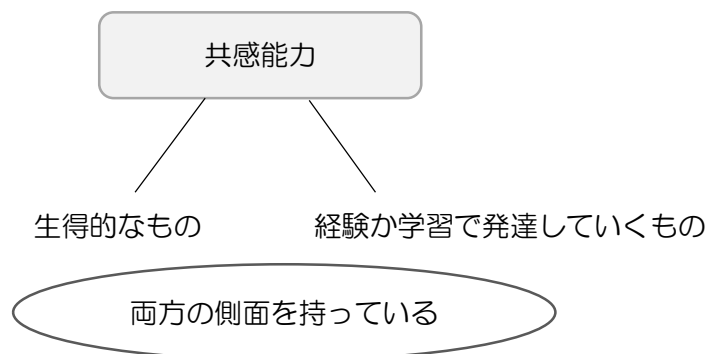 共感能力
生得的なもの
経験か学習で発達していくもの
両方の側面を持っている